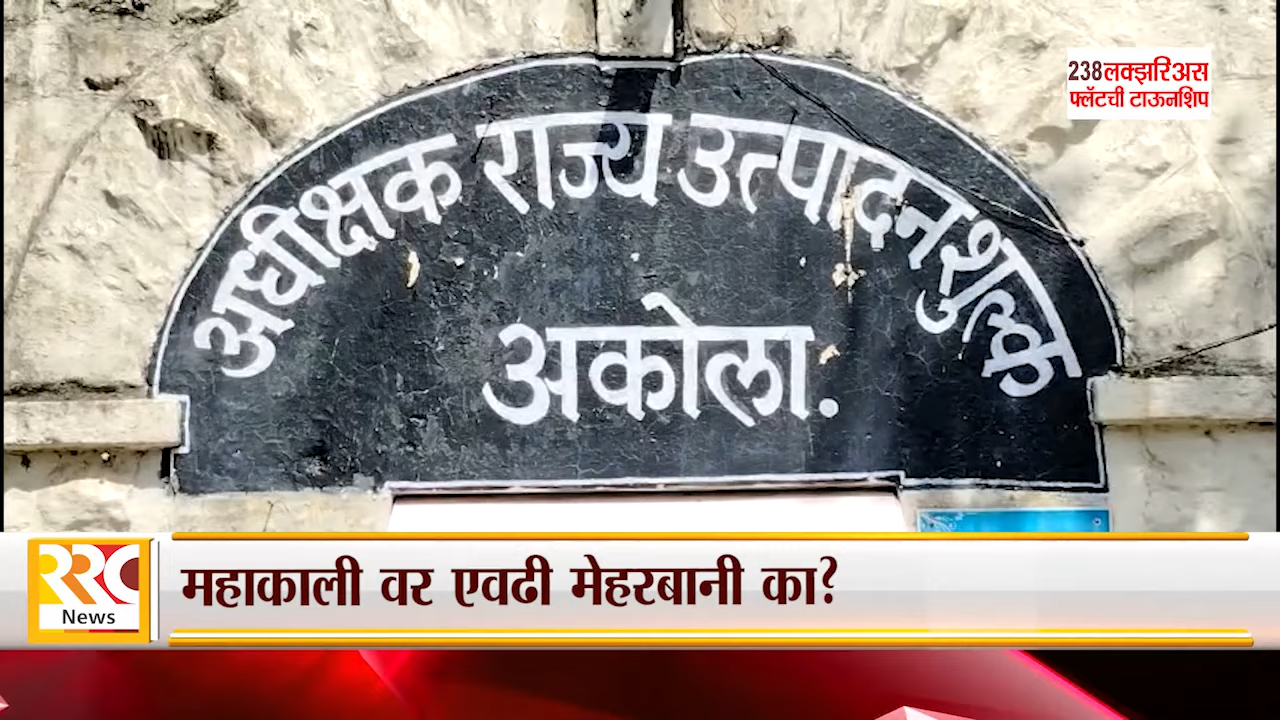 238लक्झरिअस
फ्लॅटची टाऊनशिप
अधीक्षक राज्य उत्पादन शुल्क
अकोला.
RRC
News
महाकाली वर एवढी मेहरबानी का?